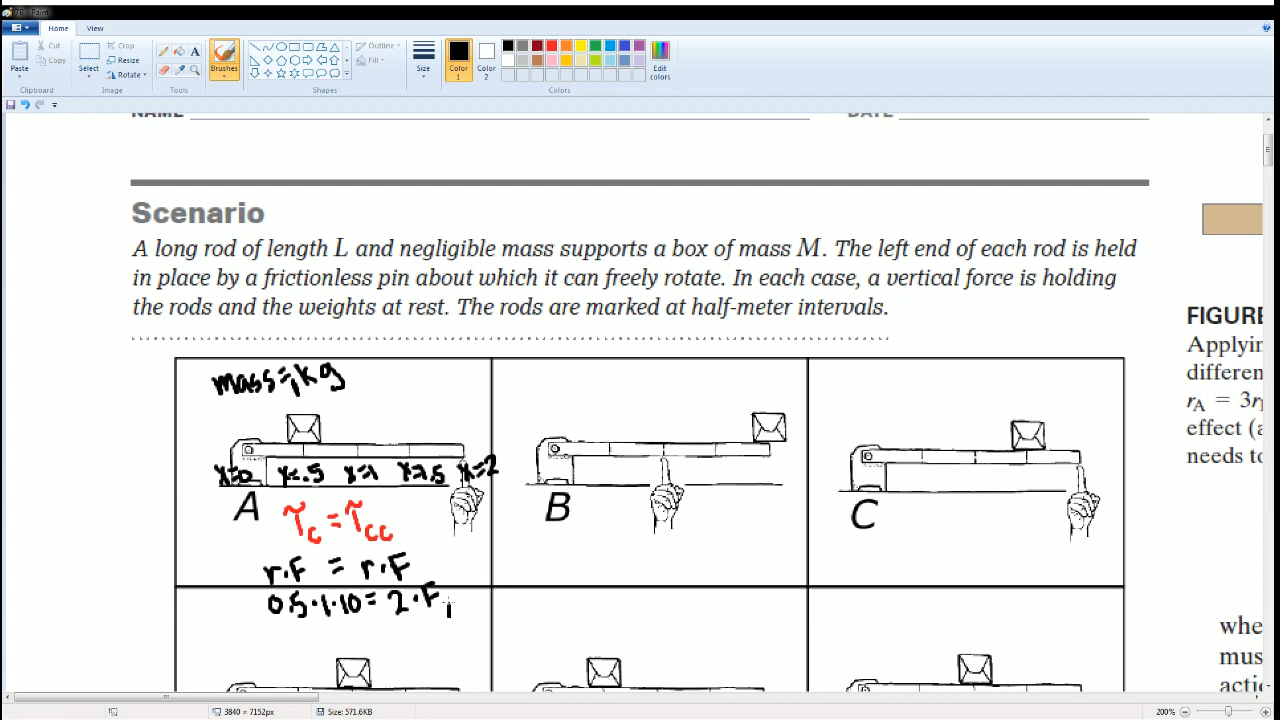 Home
View
Paste
Cut
Copy
Clipboard
Select
Crop
Resize
Rotate
Image
A
Tools
Brushes
Outline
Fill
Shapes
Size
Color 1
Color 2
Edit colors
Colors
NAME
DATE
Scenario
A long rod of length L and negligible mass supports a box of mass M. The left end of each rod is held
in place by a frictionless pin about which it can freely rotate. In each case, a vertical force is holding
the rods and the weights at rest. The rods are marked at half-meter intervals.
mass=1kg
x=0 x=.5 x=1 x=1.5 x=2
A
τc = τcc
r·F = r·F
0.5·1·10 = 2·F
B
C
FIGURE
Applyin
differen
rA = 3r
effect (a
needs to
whe
mus
actio
3840 × 7152px
Size: 571.6KB
200%